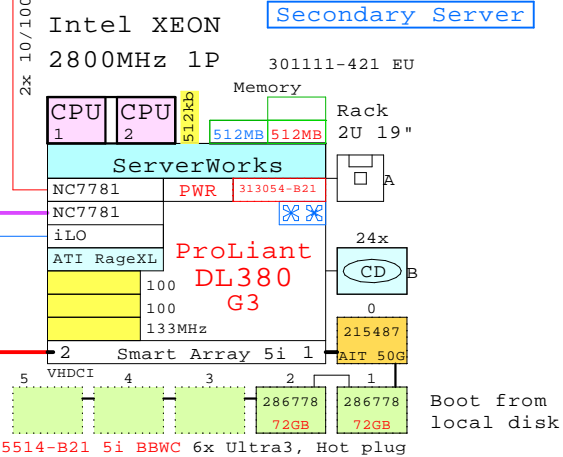 Secondary Server
2x 10/100
Intel XEON
2800MHz 1P
301111-421 EU
Memory
CPU
1
CPU
2
512kb
512MB
512MB
Rack
2U 19"
ServerWorks
NC7781
PWR
313054-B21
A
NC7781
iLO
ATI RageXL
ProLiant
DL380
G3
24x
CD
B
100
100
133MHz
0
215487
AIT 50G
2
Smart Array 5i
1
VHDCI
5
4
3
2
1
286778
72GB
286778
72GB
Boot from
local disk
5514-B21 5i BBWC 6x Ultra3, Hot plug